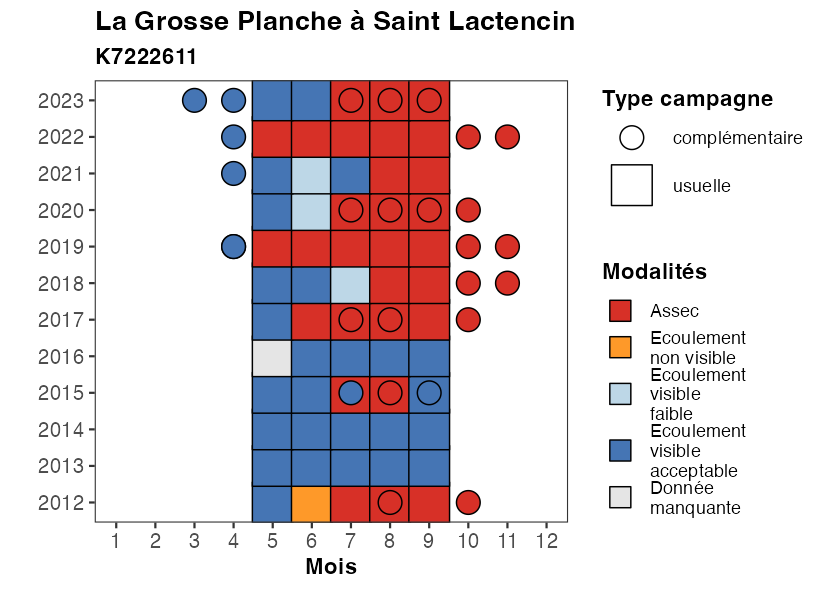 La Grosse Planche à Saint Lactencin
K7222611
2023
2022
2021
2020
2019
2018
2017
2016
2015
2014
2013
2012
1 2 3 4 5 6 7 8 9 10 11 12
Mois
Type campagne
complémentaire
usuelle
Modalités
Assec
Ecoulement
non visible
Ecoulement
visible
faible
Ecoulement
visible
acceptable
Donnée
manquante